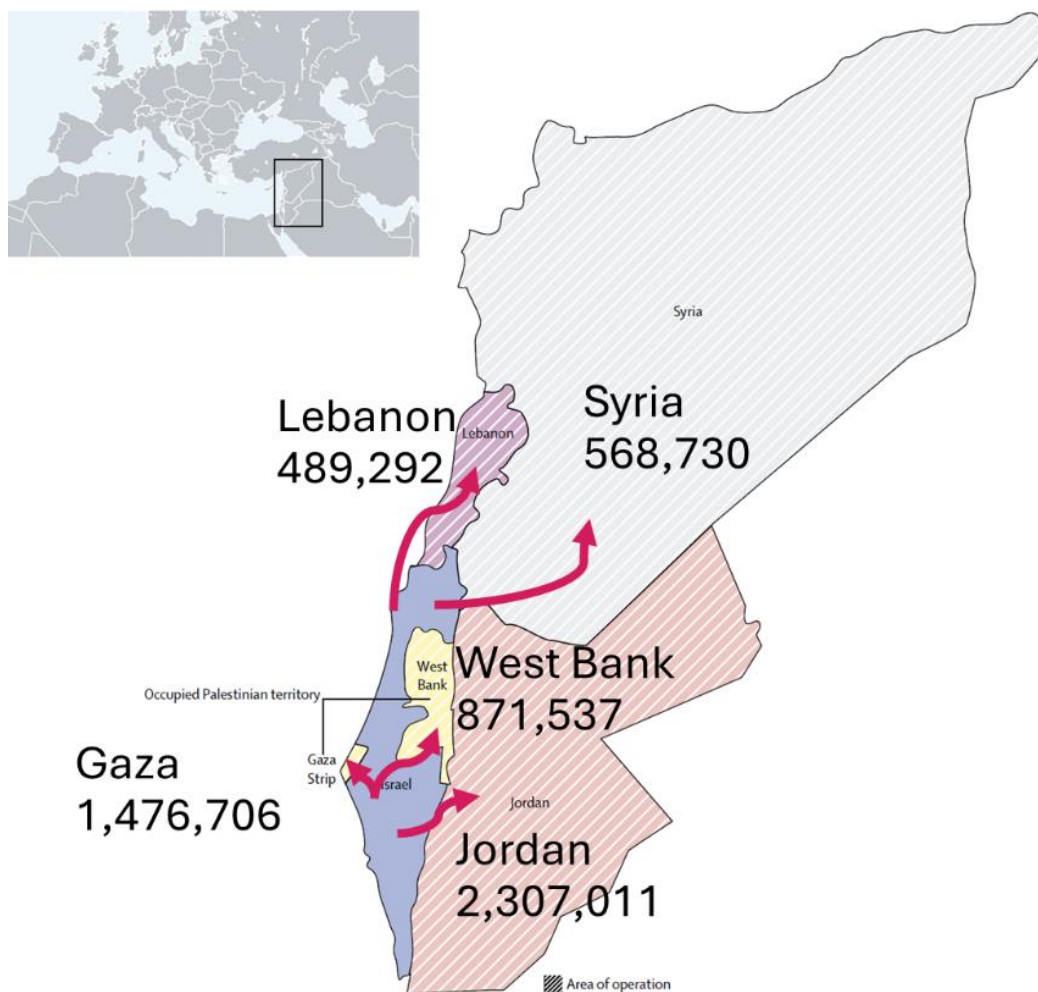 Syria
Lebanon
489,292
Lebanon
Syria
568,730
West
Bank
West Bank
871,537
Occupied Palestinian territory
Gaza
1,476,706
Gaza
Strip
Israel
Jordan
Jordan
2,307,011
Area of operation